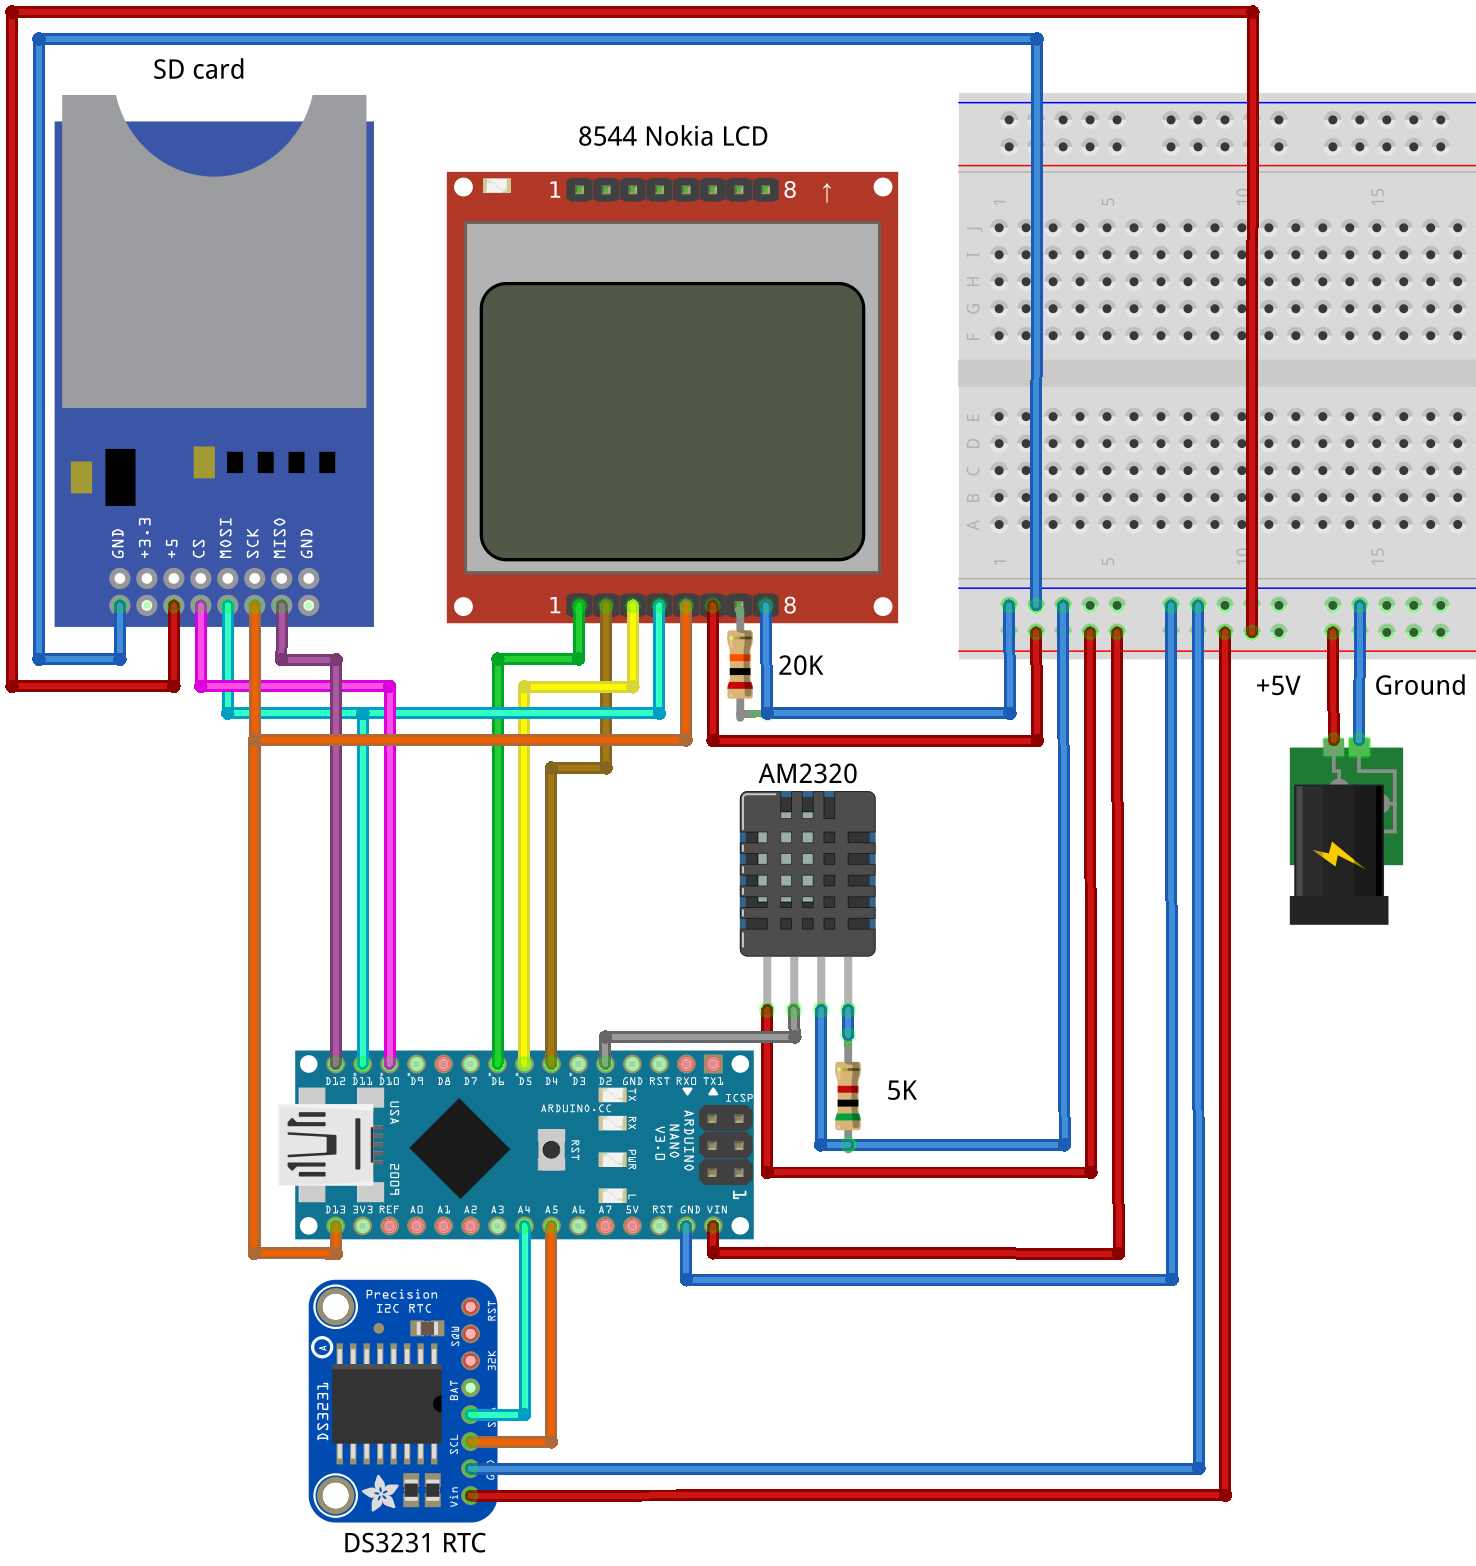 SD card
8544 Nokia LCD
1 8 ↑
1 5 10 15
J
I
H
G
F
E
D
C
B
A
1 5 10 15
GND +3.3 +5 CS MOSI SCK MISO GND
1 8
20K
+5V Ground
AM2320
5K
D12 D11 D10 D9 D8 D7 D6 D5 D4 D3 D2 GND RST RX0 TX1
USA
ARDUINO.CC
TX
RX
PWR
L
RST
ICSP
ARDUINO
NANO
V3.0
1
D13 3V3 REF A0 A1 A2 A3 A4 A5 A6 A7 5V RST GND VIN
Precision
I2C RTC
A
RST
SQW
32K
BAT
SCL
Vin
DS3231
DS3231 RTC